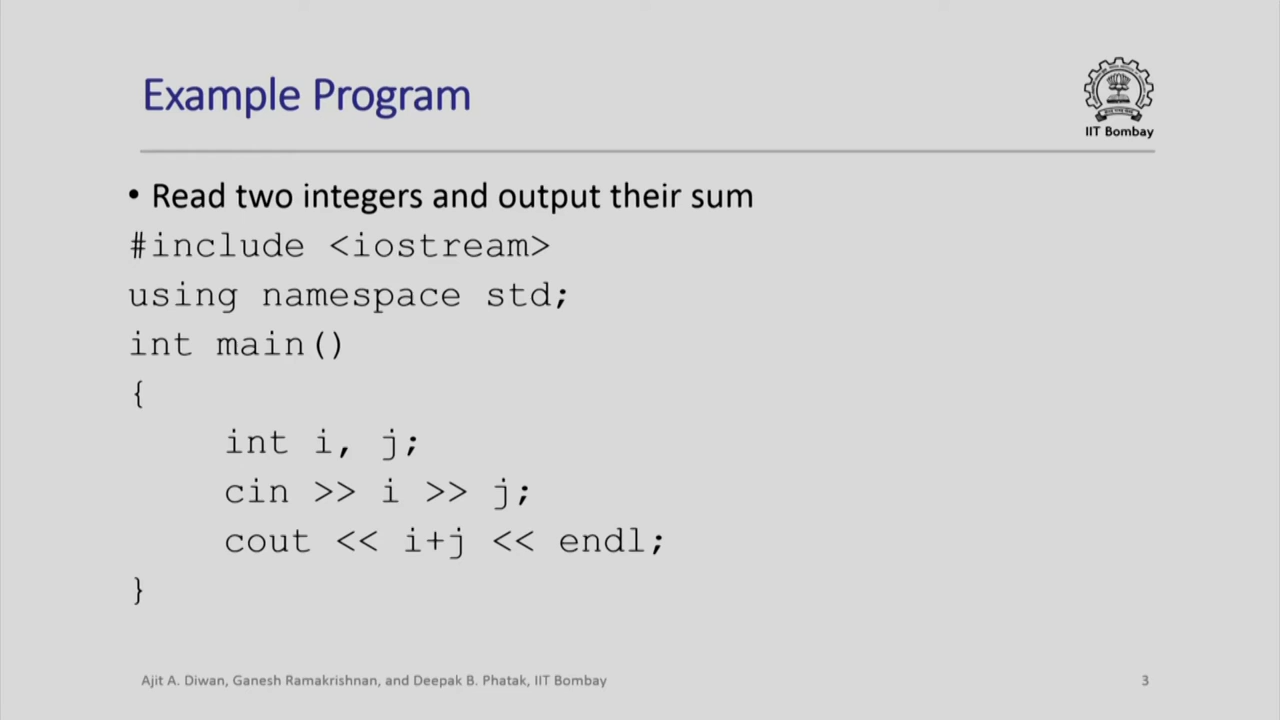 Example Program
IIT Bombay
• Read two integers and output their sum
#include <iostream>
using namespace std;
int main()
{
int i, j;
cin >> i >> j;
cout << i+j << endl;
}
Ajit A. Diwan, Ganesh Ramakrishnan, and Deepak B. Phatak, IIT Bombay
3